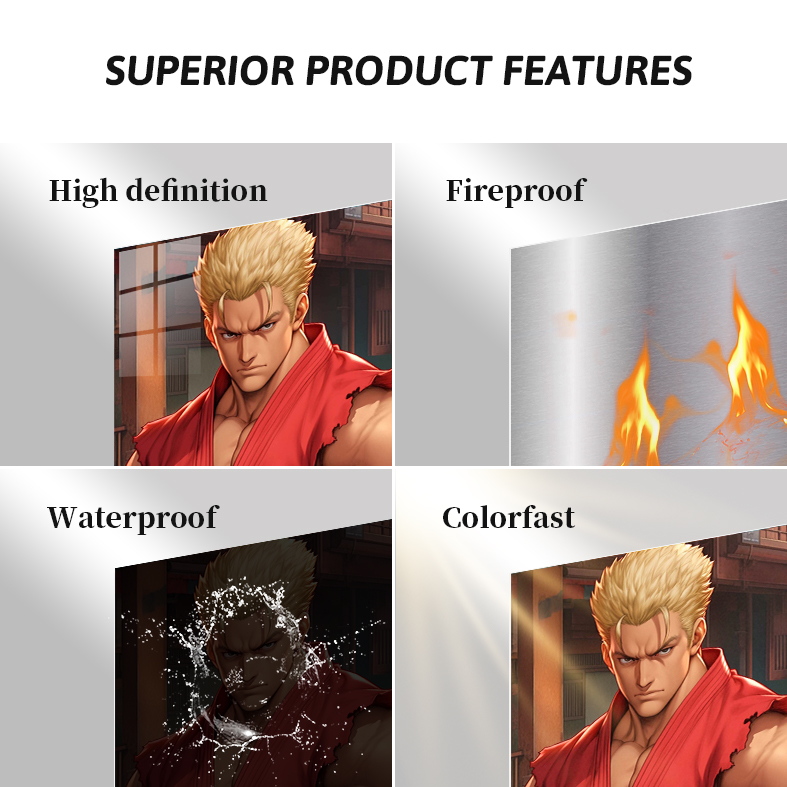 SUPERIOR PRODUCT FEATURES
High definition
Fireproof
Waterproof
Colorfast